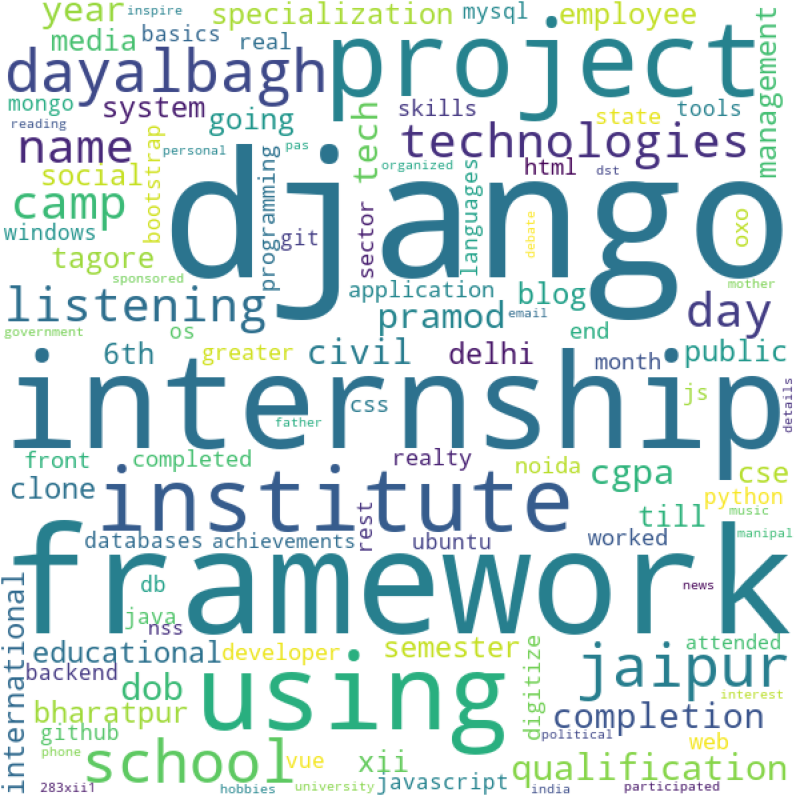 year
inspire
specialization
mysql
employee
media
basics
real
project
management
dayalbagh
mongo
system
going
tech
skills
state
tools
reading
name
personal
pas
technologies
organized
html
dst
social
bootstrap
programming
django
camp
languages
windows
git
sector
debate
oxo
tagore
sponsored
application
blog
mother
listening
pramod
email
day
government
os
end
6th
greater
civil
delhi
month
public
internship
css
js
details
father
front
completed
realty
noida
cgpa
cse
clone
institute
python
till
music
databases
achievements
rest
ubuntu
worked
manipal
framework
db
news
international
java
nss
educational
developer
semester
attended
backend
dob
using
digitize
jaipur
interest
bharatpur
completion
github
political
web
phone
school
vue
xii
qualification
283xii1
hobbies
university
javascript
india
participated